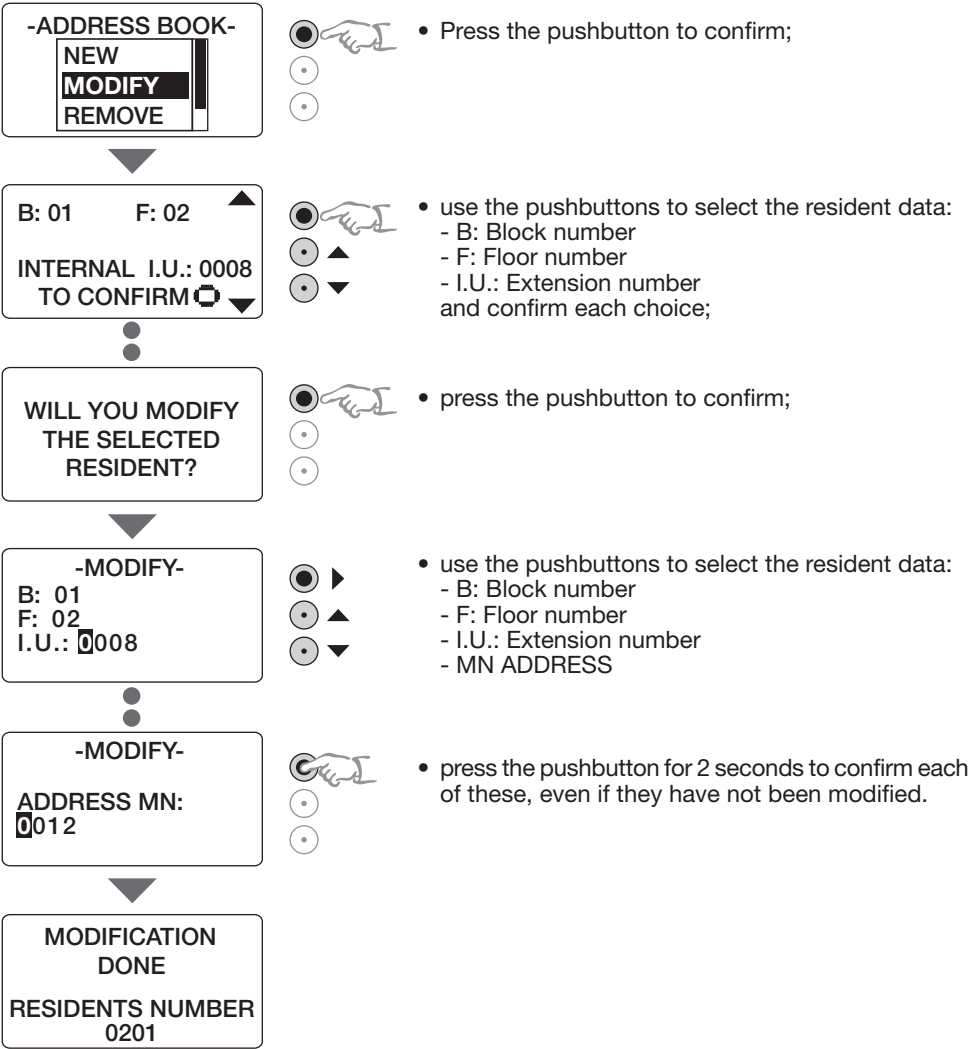 -ADDRESS BOOK-
NEW
MODIFY
REMOVE
• Press the pushbutton to confirm;
B: 01 F: 02
INTERNAL I.U.: 0008
TO CONFIRM
• use the pushbuttons to select the resident data:
- B: Block number
- F: Floor number
- I.U.: Extension number
and confirm each choice;
WILL YOU MODIFY
THE SELECTED
RESIDENT?
• press the pushbutton to confirm;
-MODIFY-
B: 01
F: 02
I.U.: 0008
• use the pushbuttons to select the resident data:
- B: Block number
- F: Floor number
- I.U.: Extension number
- MN ADDRESS
-MODIFY-
ADDRESS MN:
0012
• press the pushbutton for 2 seconds to confirm each
of these, even if they have not been modified.
MODIFICATION
DONE
RESIDENTS NUMBER
0201